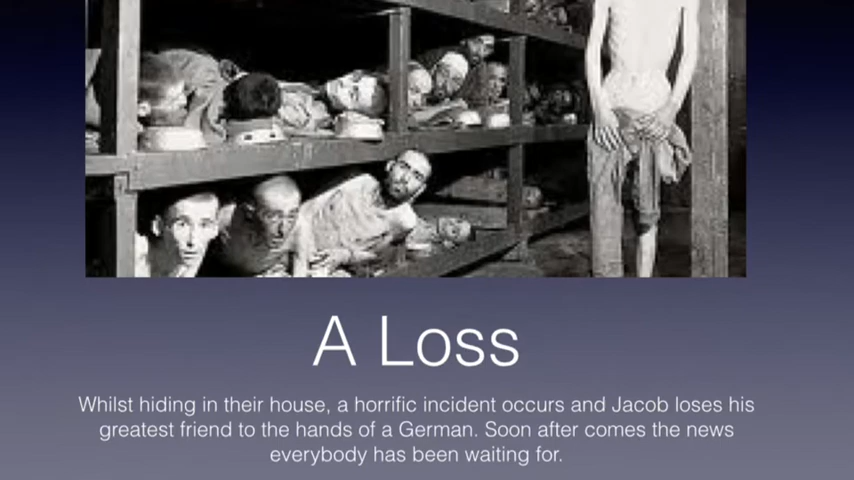 A Loss
Whilst hiding in their house, a horrific incident occurs and Jacob loses his
greatest friend to the hands of a German. Soon after comes the news
everybody has been waiting for.